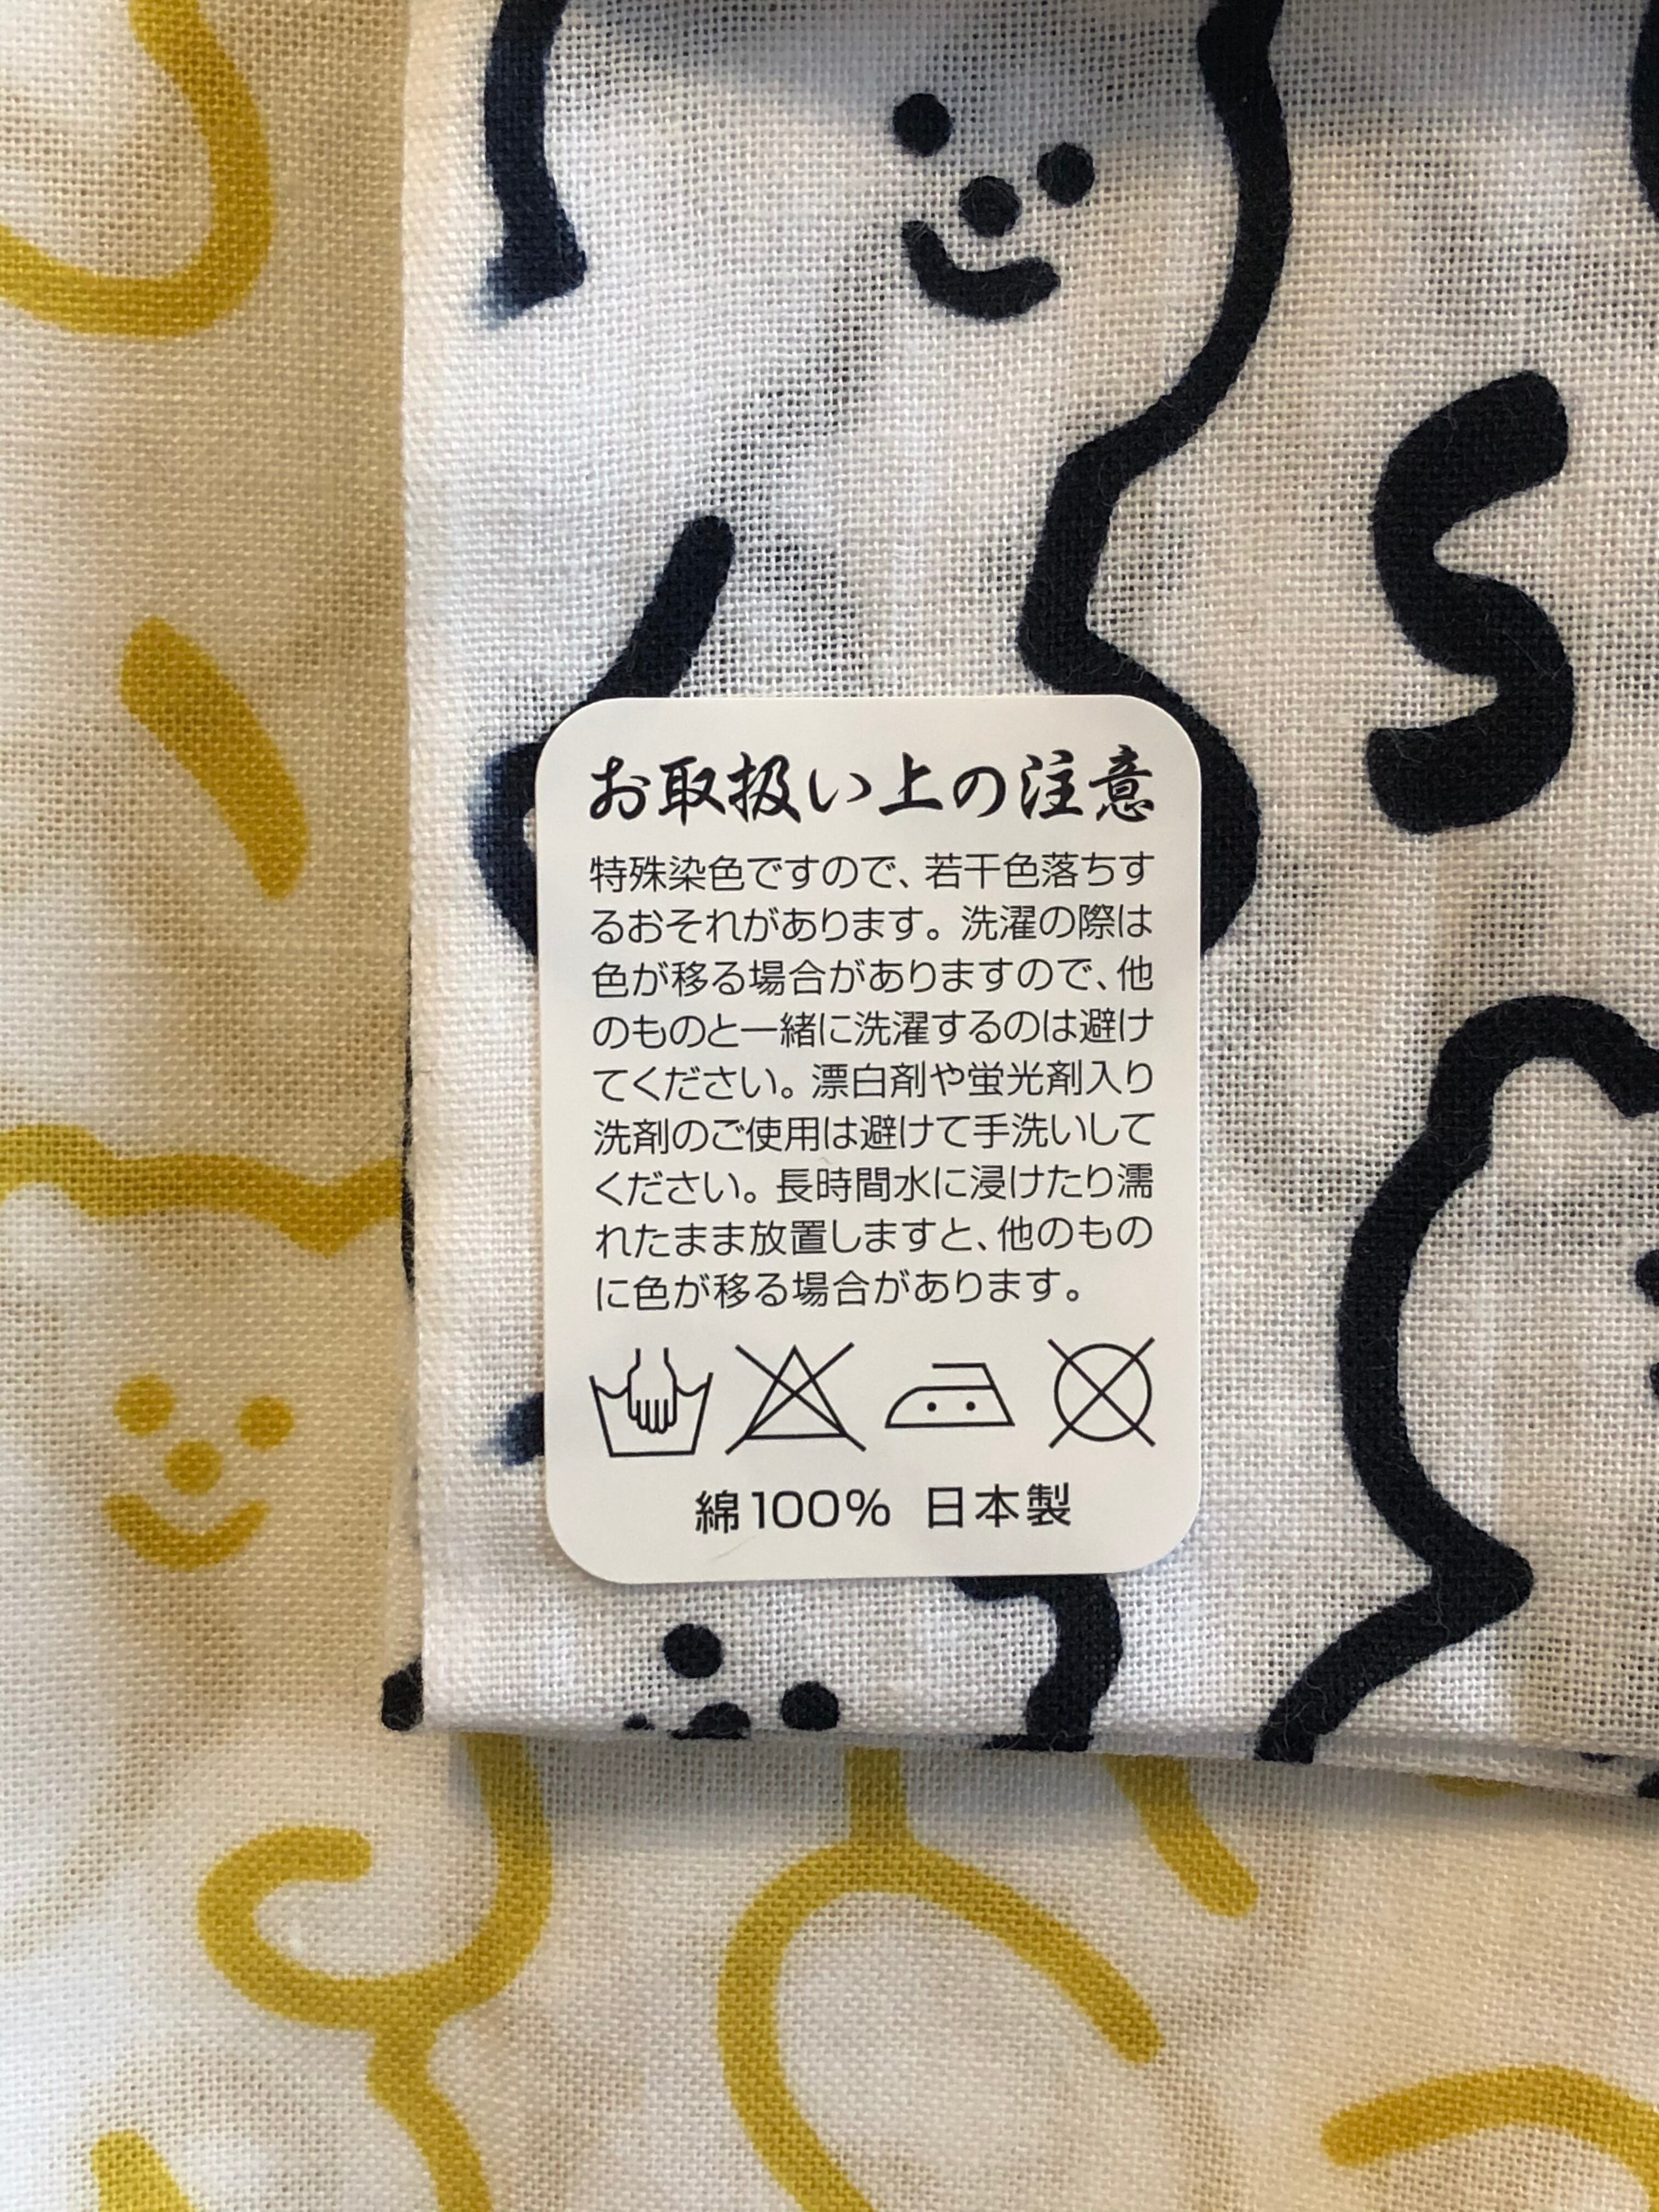 お取扱い上の注意
特殊染色ですので、若干色落ちす
るおそれがあります。洗濯の際は
色が移る場合がありますので、他
のものと一緒に洗濯するのは避け
てください。漂白剤や蛍光剤入り
洗剤のご使用は避けて手洗いして
ください。長時間水に浸けたり濡
れたまま放置しますと、他のもの
に色が移る場合があります。
綿100% 日本製